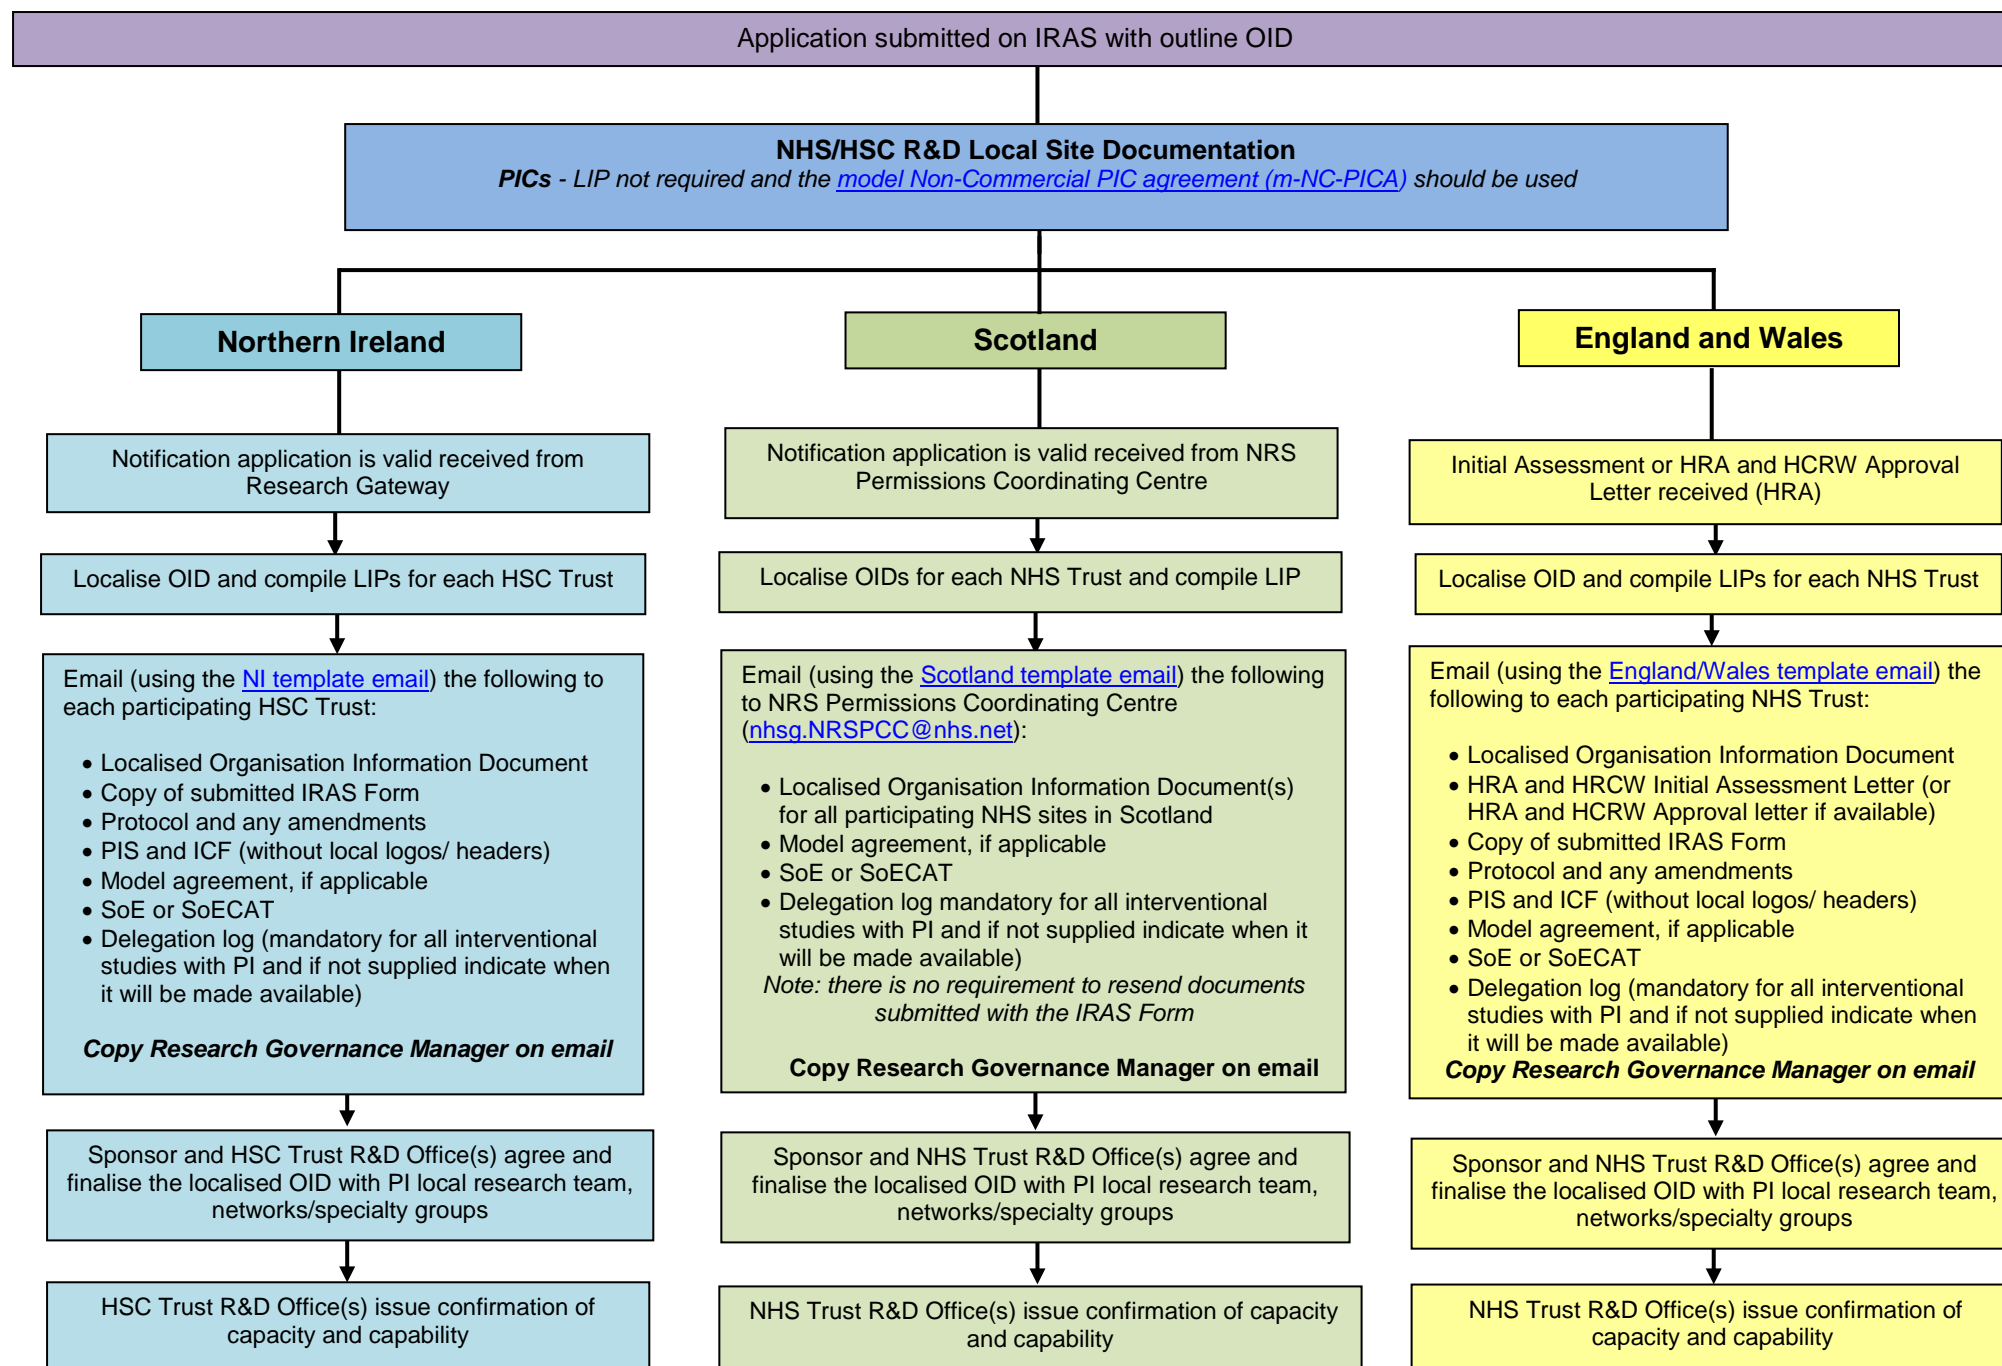 Application submitted on IRAS with outline OID
NHS/HSC R&D Local Site Documentation
PICs - LIP not required and the model Non-Commercial PIC agreement (m-NC-PICA) should be used
Northern Ireland
Notification application is valid received from
Research Gateway
Localise OID and compile LIPs for each HSC Trust
Email (using the NI template email) the following to
each participating HSC Trust:
• Localised Organisation Information Document
• Copy of submitted IRAS Form
• Protocol and any amendments
• PIS and ICF (without local logos/ headers)
• Model agreement, if applicable
• SoE or SoECAT
• Delegation log (mandatory for all interventional
studies with PI and if not supplied indicate when
it will be made available)
Copy Research Governance Manager on email
Sponsor and HSC Trust R&D Office(s) agree and
finalise the localised OID with PI local research team,
networks/specialty groups
HSC Trust R&D Office(s) issue confirmation of
capacity and capability
Scotland
Notification application is valid received from NRS
Permissions Coordinating Centre
Localise OIDs for each NHS Trust and compile LIP
Email (using the Scotland template email) the following
to NRS Permissions Coordinating Centre
(nhsg.NRSPCC@nhs.net):
• Localised Organisation Information Document(s)
for all participating NHS sites in Scotland
• Model agreement, if applicable
• SoE or SoECAT
• Delegation log mandatory for all interventional
studies with PI and if not supplied indicate when it
will be made available)
Note: there is no requirement to resend documents
submitted with the IRAS Form
Copy Research Governance Manager on email
Sponsor and NHS Trust R&D Office(s) agree and
finalise the localised OID with PI local research team,
networks/specialty groups
NHS Trust R&D Office(s) issue confirmation of capacity
and capability
England and Wales
Initial Assessment or HRA and HCRW Approval
Letter received (HRA)
Localise OID and compile LIPs for each NHS Trust
Email (using the England/Wales template email) the
following to each participating NHS Trust:
• Localised Organisation Information Document
• HRA and HRCW Initial Assessment Letter (or
HRA and HCRW Approval letter if available)
• Copy of submitted IRAS Form
• Protocol and any amendments
• PIS and ICF (without local logos/ headers)
• Model agreement, if applicable
• SoE or SoECAT
• Delegation log (mandatory for all interventional
studies with PI and if not supplied indicate when
it will be made available)
Copy Research Governance Manager on email
Sponsor and NHS Trust R&D Office(s) agree and
finalise the localised OID with PI local research team,
networks/specialty groups
NHS Trust R&D Office(s) issue confirmation of
capacity and capability